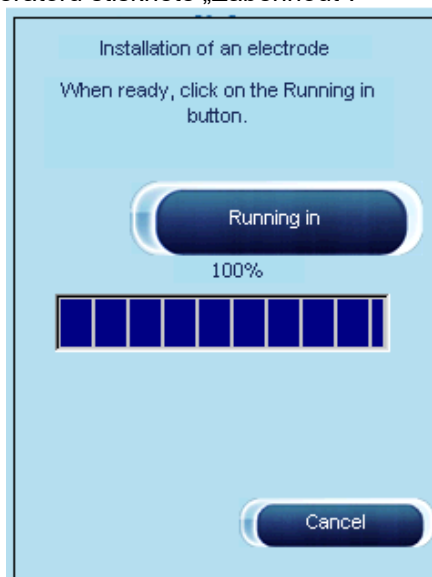 Installation of an electrode
When ready, click on the Running in
button.
Running in
100%
Cancel